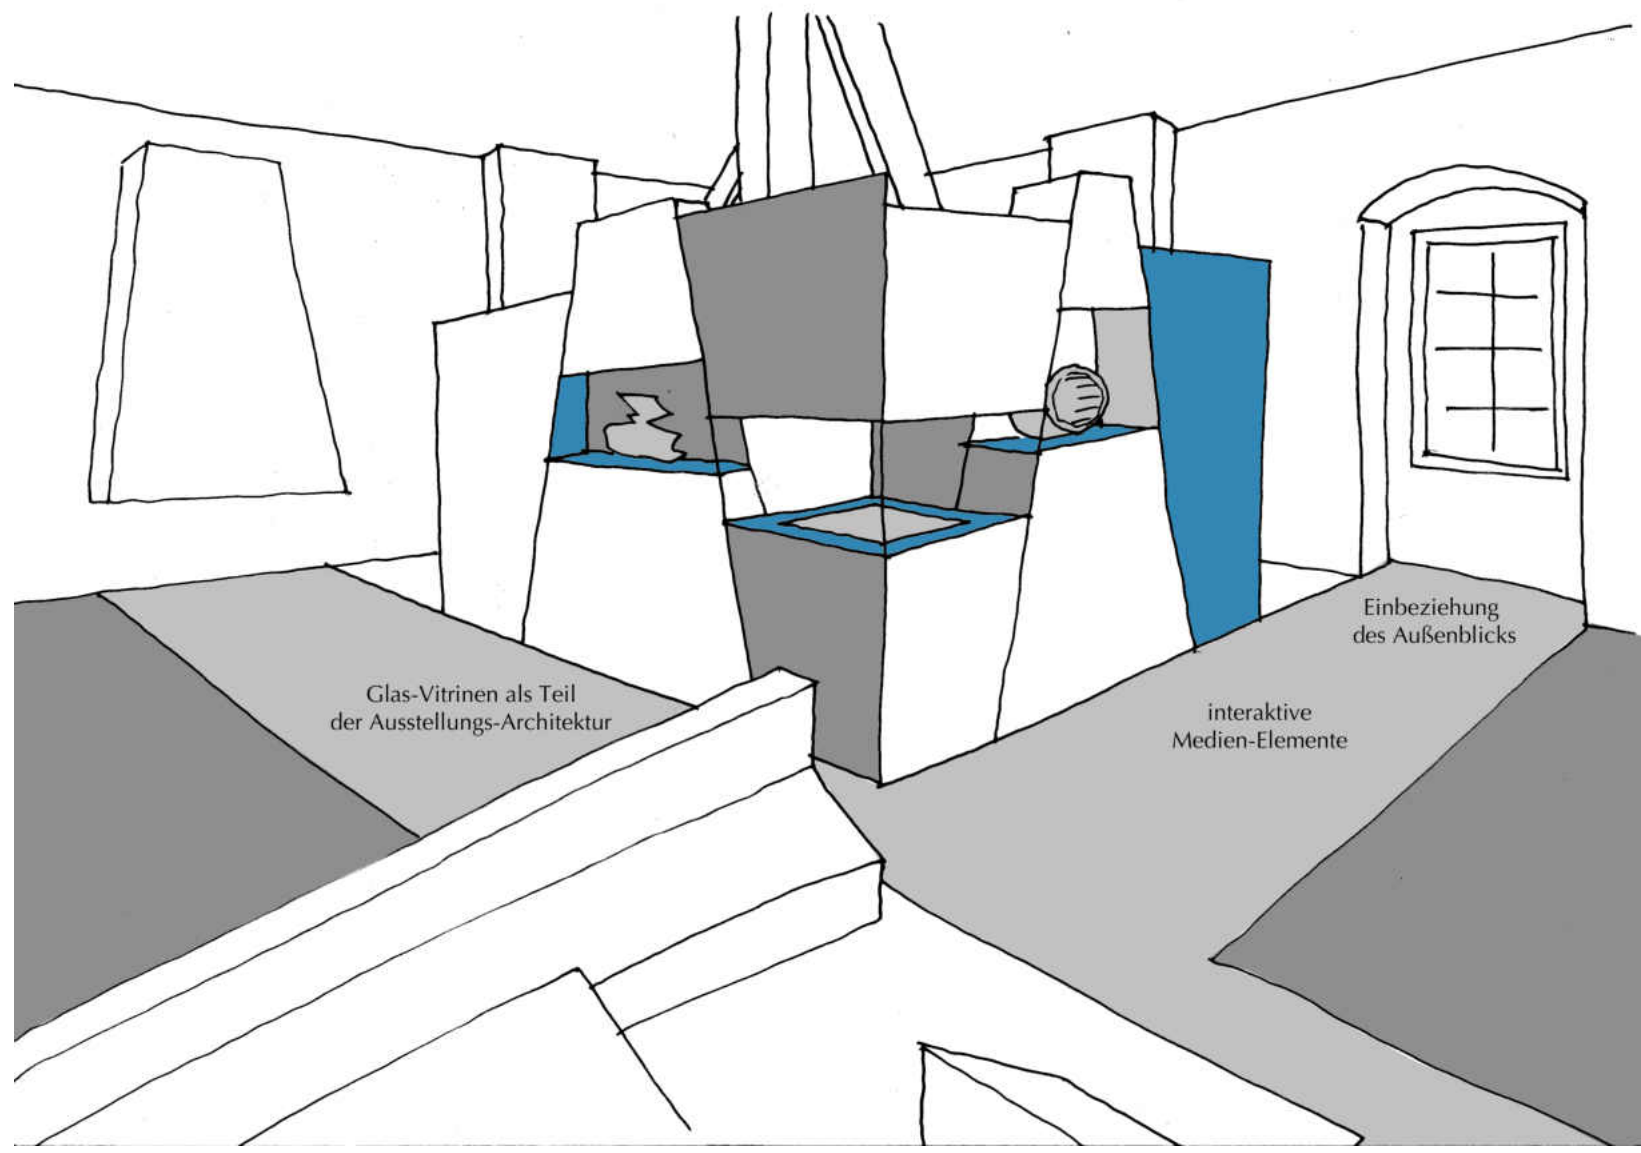 Glas-Vitrinen als Teil
der Ausstellungs-Architektur
interaktive
Medien-Elemente
Einbeziehung
des Außenblicks